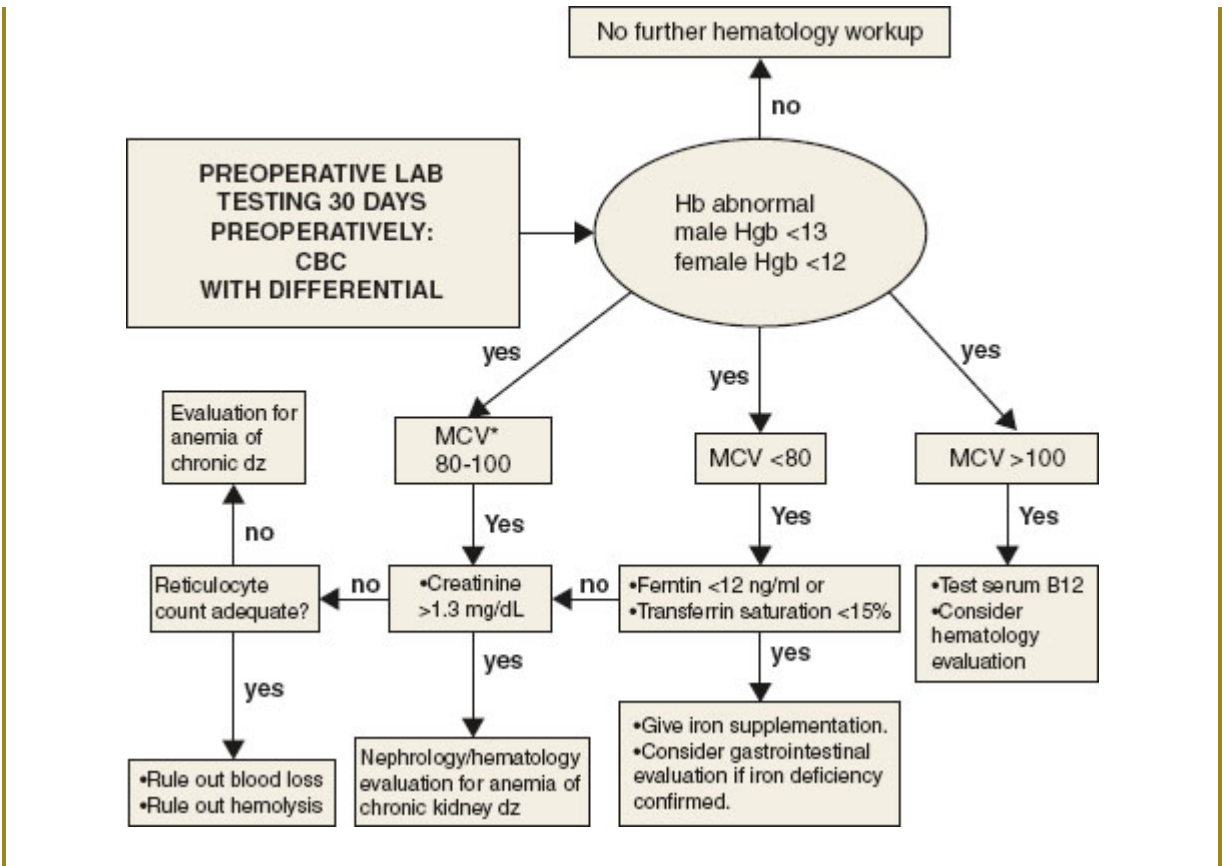 No further hematology workup
no
PREOPERATIVE LAB
TESTING 30 DAYS
PREOPERATIVELY:
CBC
WITH DIFFERENTIAL
Hb abnormal
male Hgb <13
female Hgb <12
yes
yes
yes
Evaluation for
anemia of
chronic dz
MCV*
80-100
MCV <80
MCV >100
no
Yes
Yes
Yes
Reticulocyte
count adequate?
no
•Creatinine
>1.3 mg/dL
no
•Ferntin <12 ng/ml or
•Transferrin saturation <15%
•Test serum B12
•Consider
hematology
evaluation
yes
yes
yes
•Rule out blood loss
•Rule out hemolysis
Nephrology/hematology
evaluation for anemia of
chronic kidney dz
•Give iron supplementation.
•Consider gastrointestinal
evaluation if iron deficiency
confirmed.